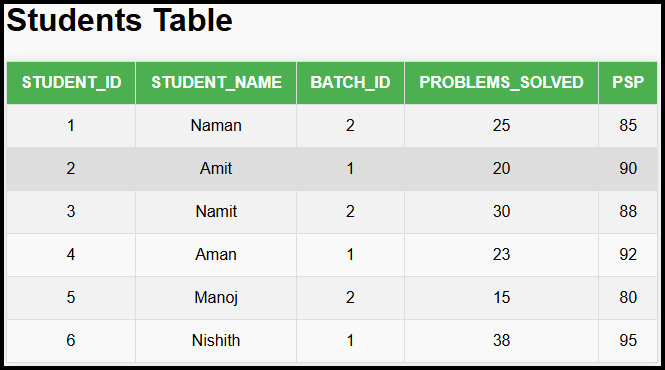 Students Table
STUDENT_ID STUDENT_NAME BATCH_ID PROBLEMS_SOLVED PSP
1 Naman 2 25 85
2 Amit 1 20 90
3 Namit 2 30 88
4 Aman 1 23 92
5 Manoj 2 15 80
6 Nishith 1 38 95